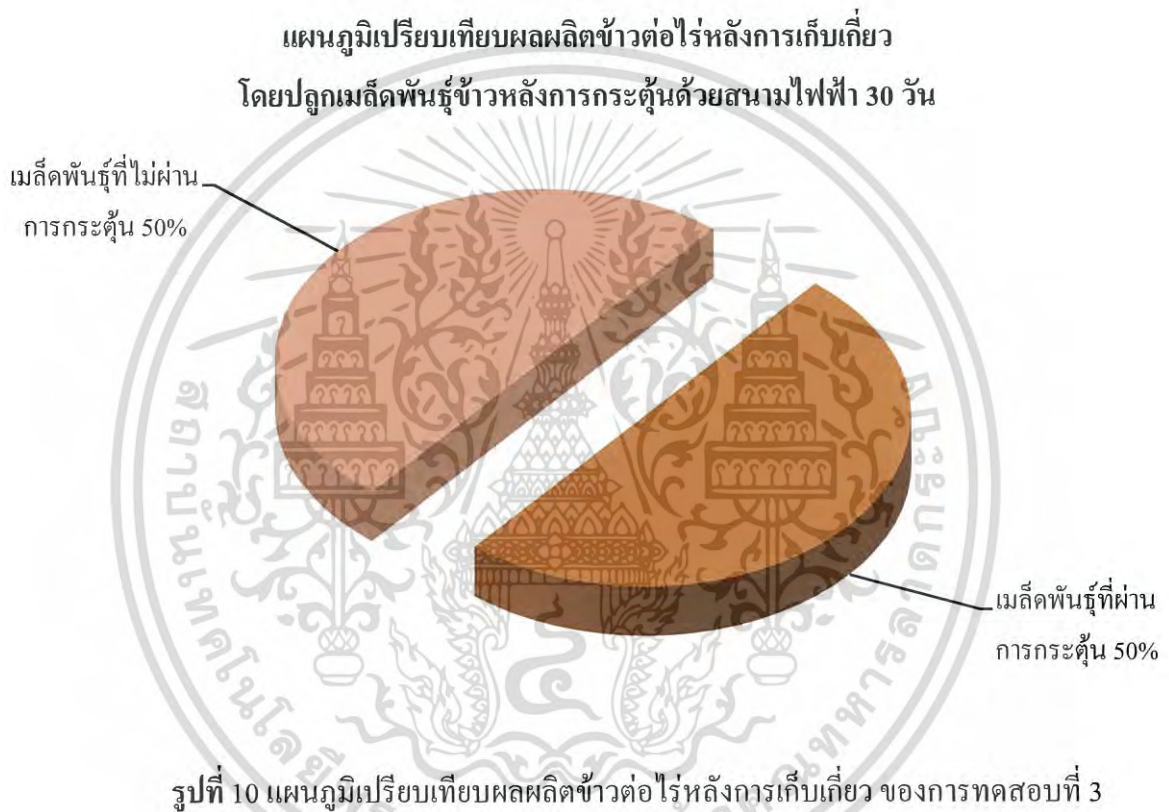 แผนภูมิเปรียบเทียบผลผลิตข้าวต่อไร่หลังการเก็บเกี่ยว
โดยปลูกเมล็ดพันธุ์ข้าวหลังการกระตุ้นด้วยสนามไฟฟ้า 30 วัน
เมล็ดพันธุ์ที่ไม่ผ่าน
การกระตุ้น 50%
เมล็ดพันธุ์ที่ผ่าน
การกระตุ้น 50%
รูปที่ 10 แผนภูมิเปรียบเทียบผลผลิตข้าวต่อไร่หลังการเก็บเกี่ยว ของการทดสอบที่ 3